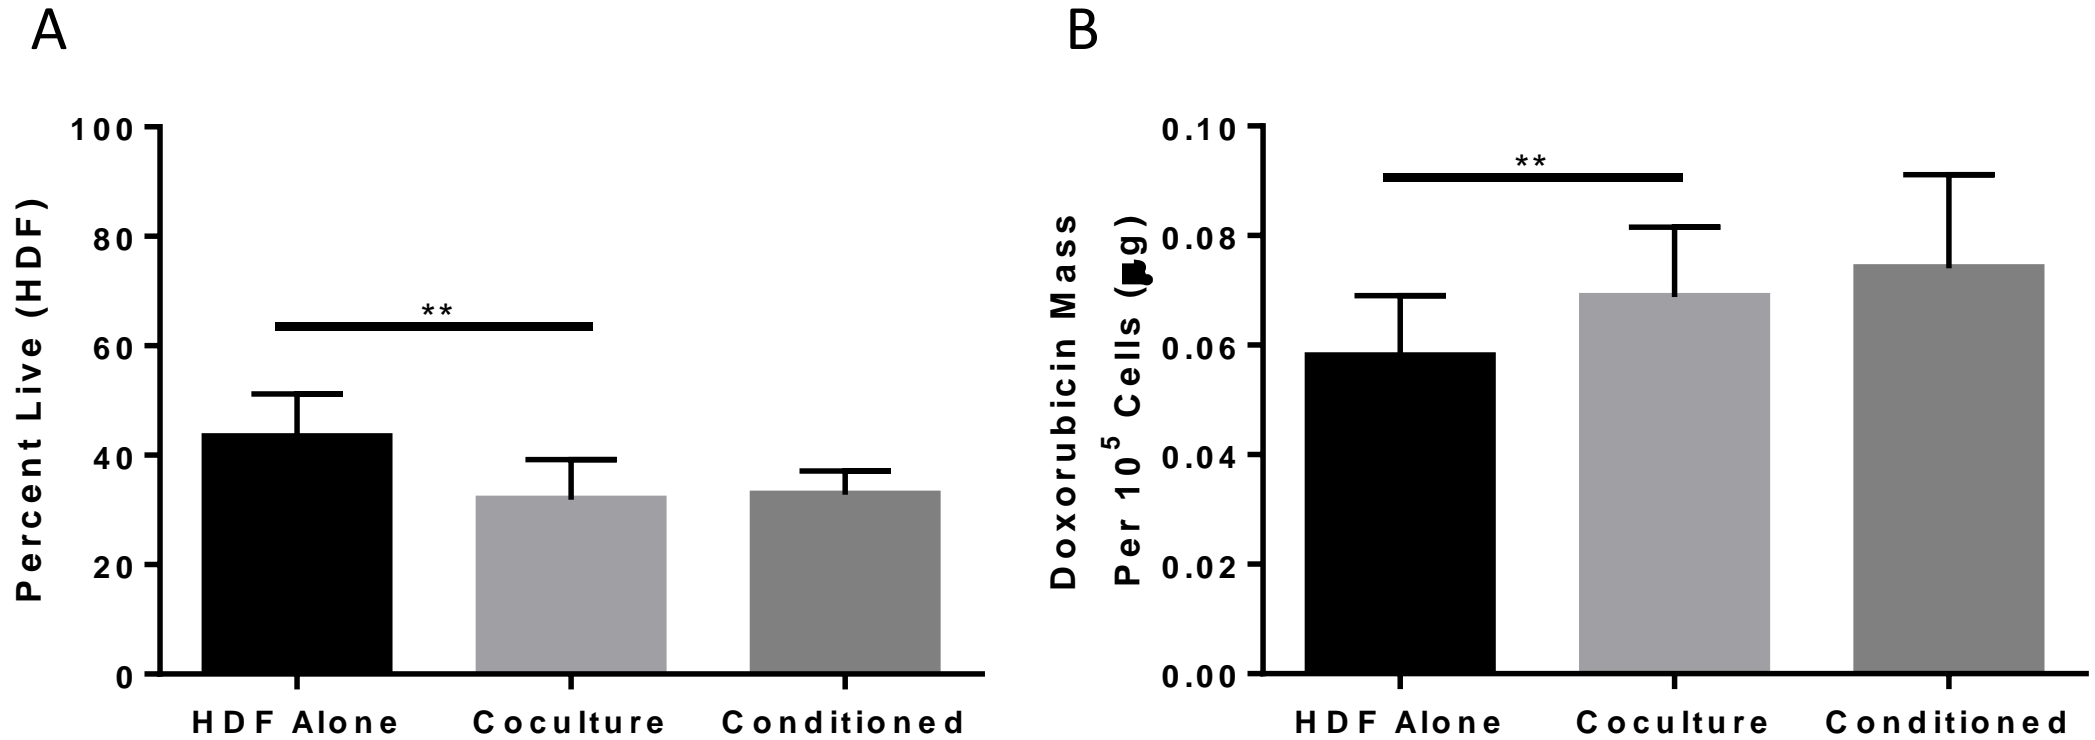 A
Percent Live (HDF)
100
80
60
40
20
0
**
HDF Alone
Coculture
Conditioned
B
Doxorubicin Mass
Per 10⁵ Cells (µg)
0.10
0.08
0.06
0.04
0.02
0.00
**
HDF Alone
Coculture
Conditioned